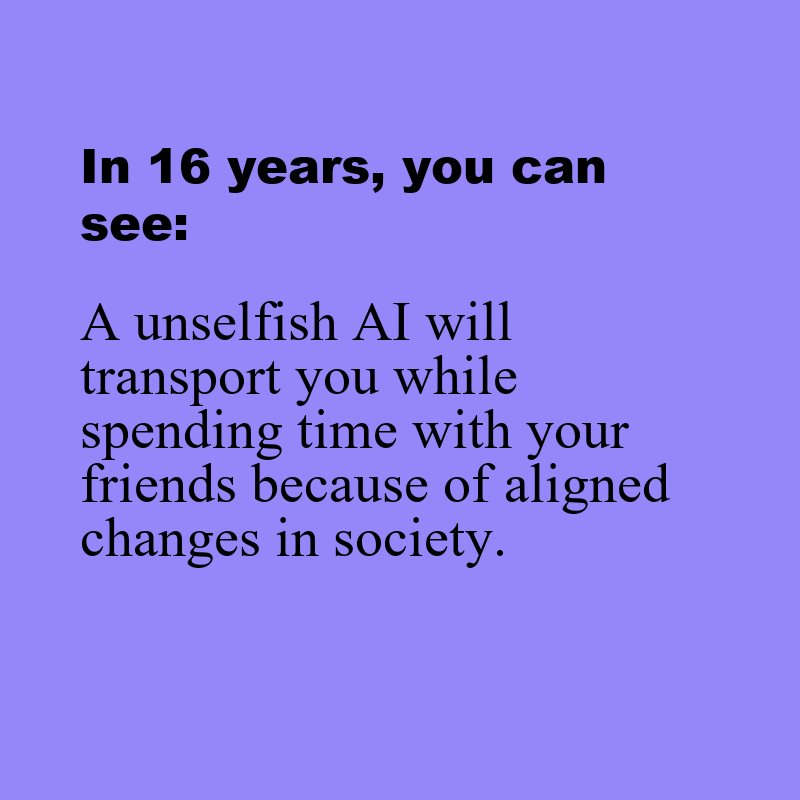 In 16 years, you can
see:
A unselfish AI will
transport you while
spending time with your
friends because of aligned
changes in society.